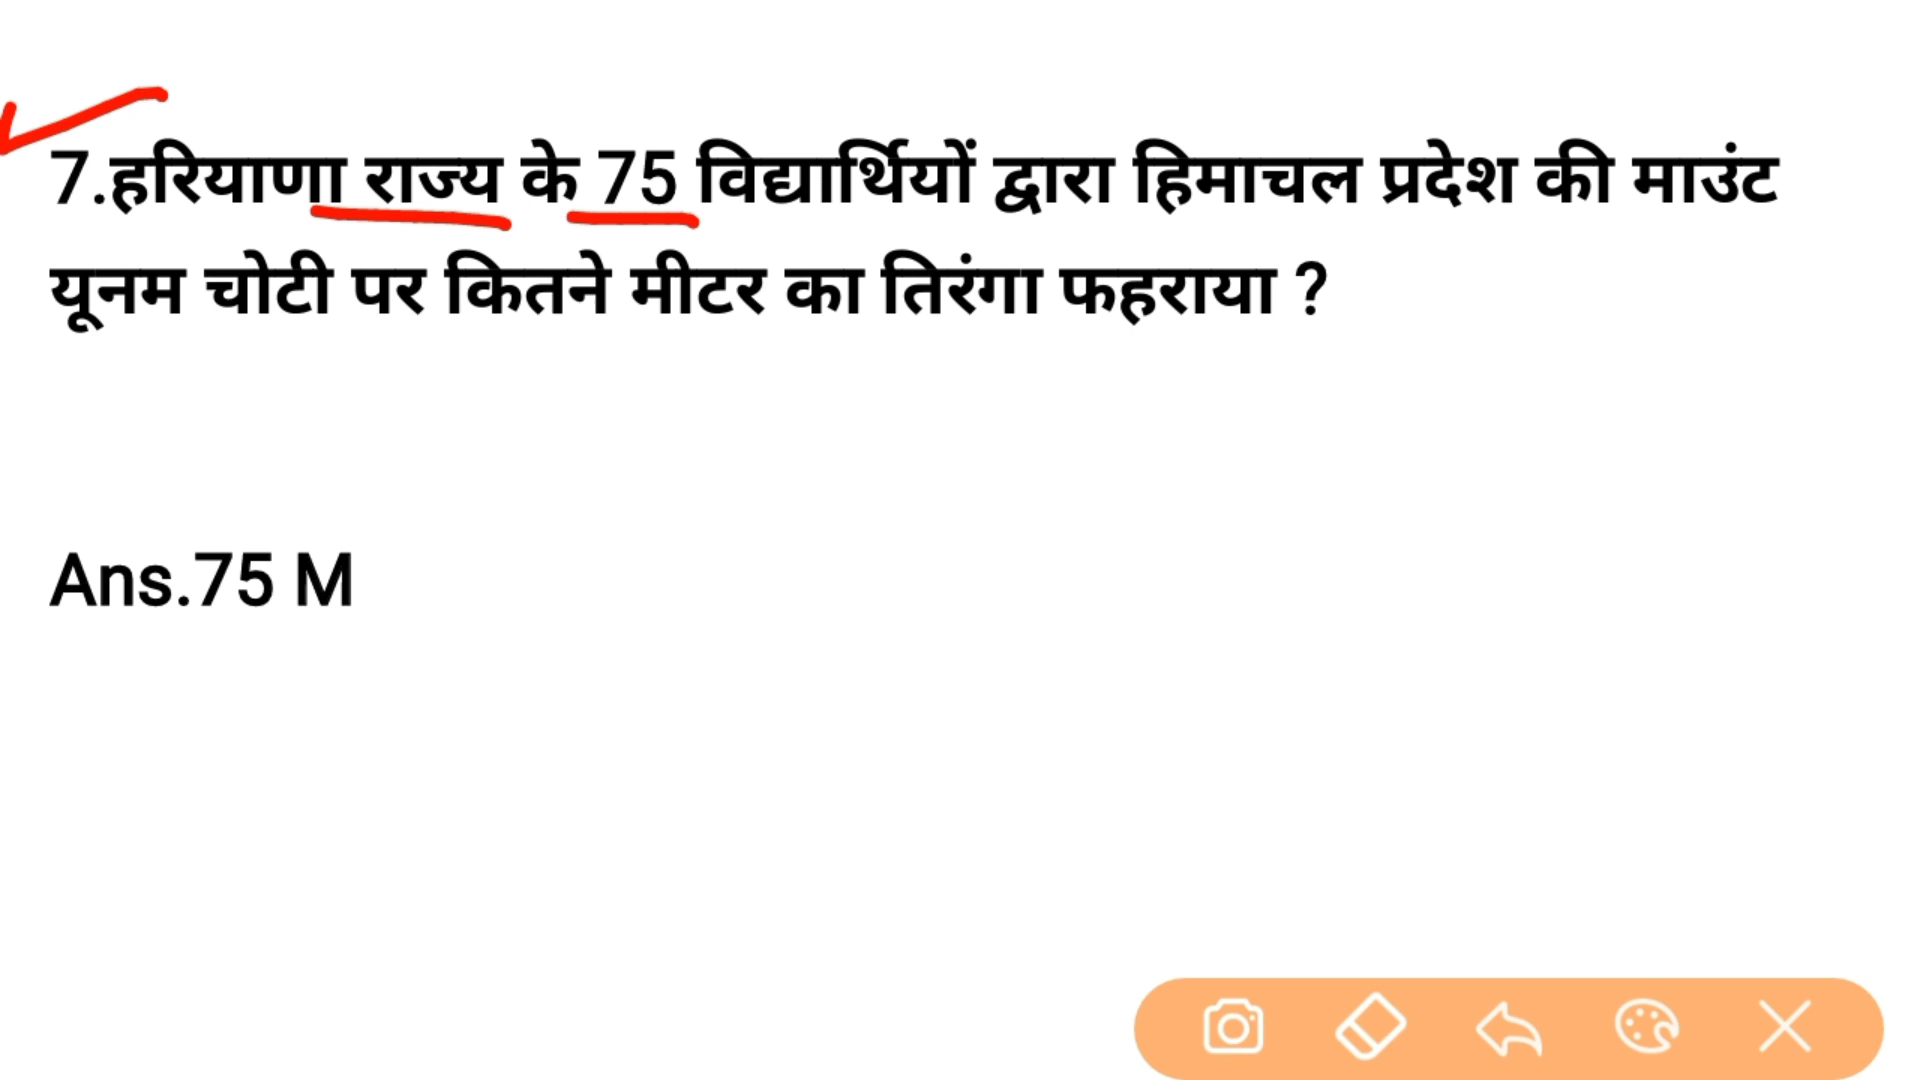 7.हरियाणा राज्य के 75 विद्यार्थियों द्वारा हिमाचल प्रदेश की माउंट
यूनम चोटी पर कितने मीटर का तिरंगा फहराया ?
Ans.75 M